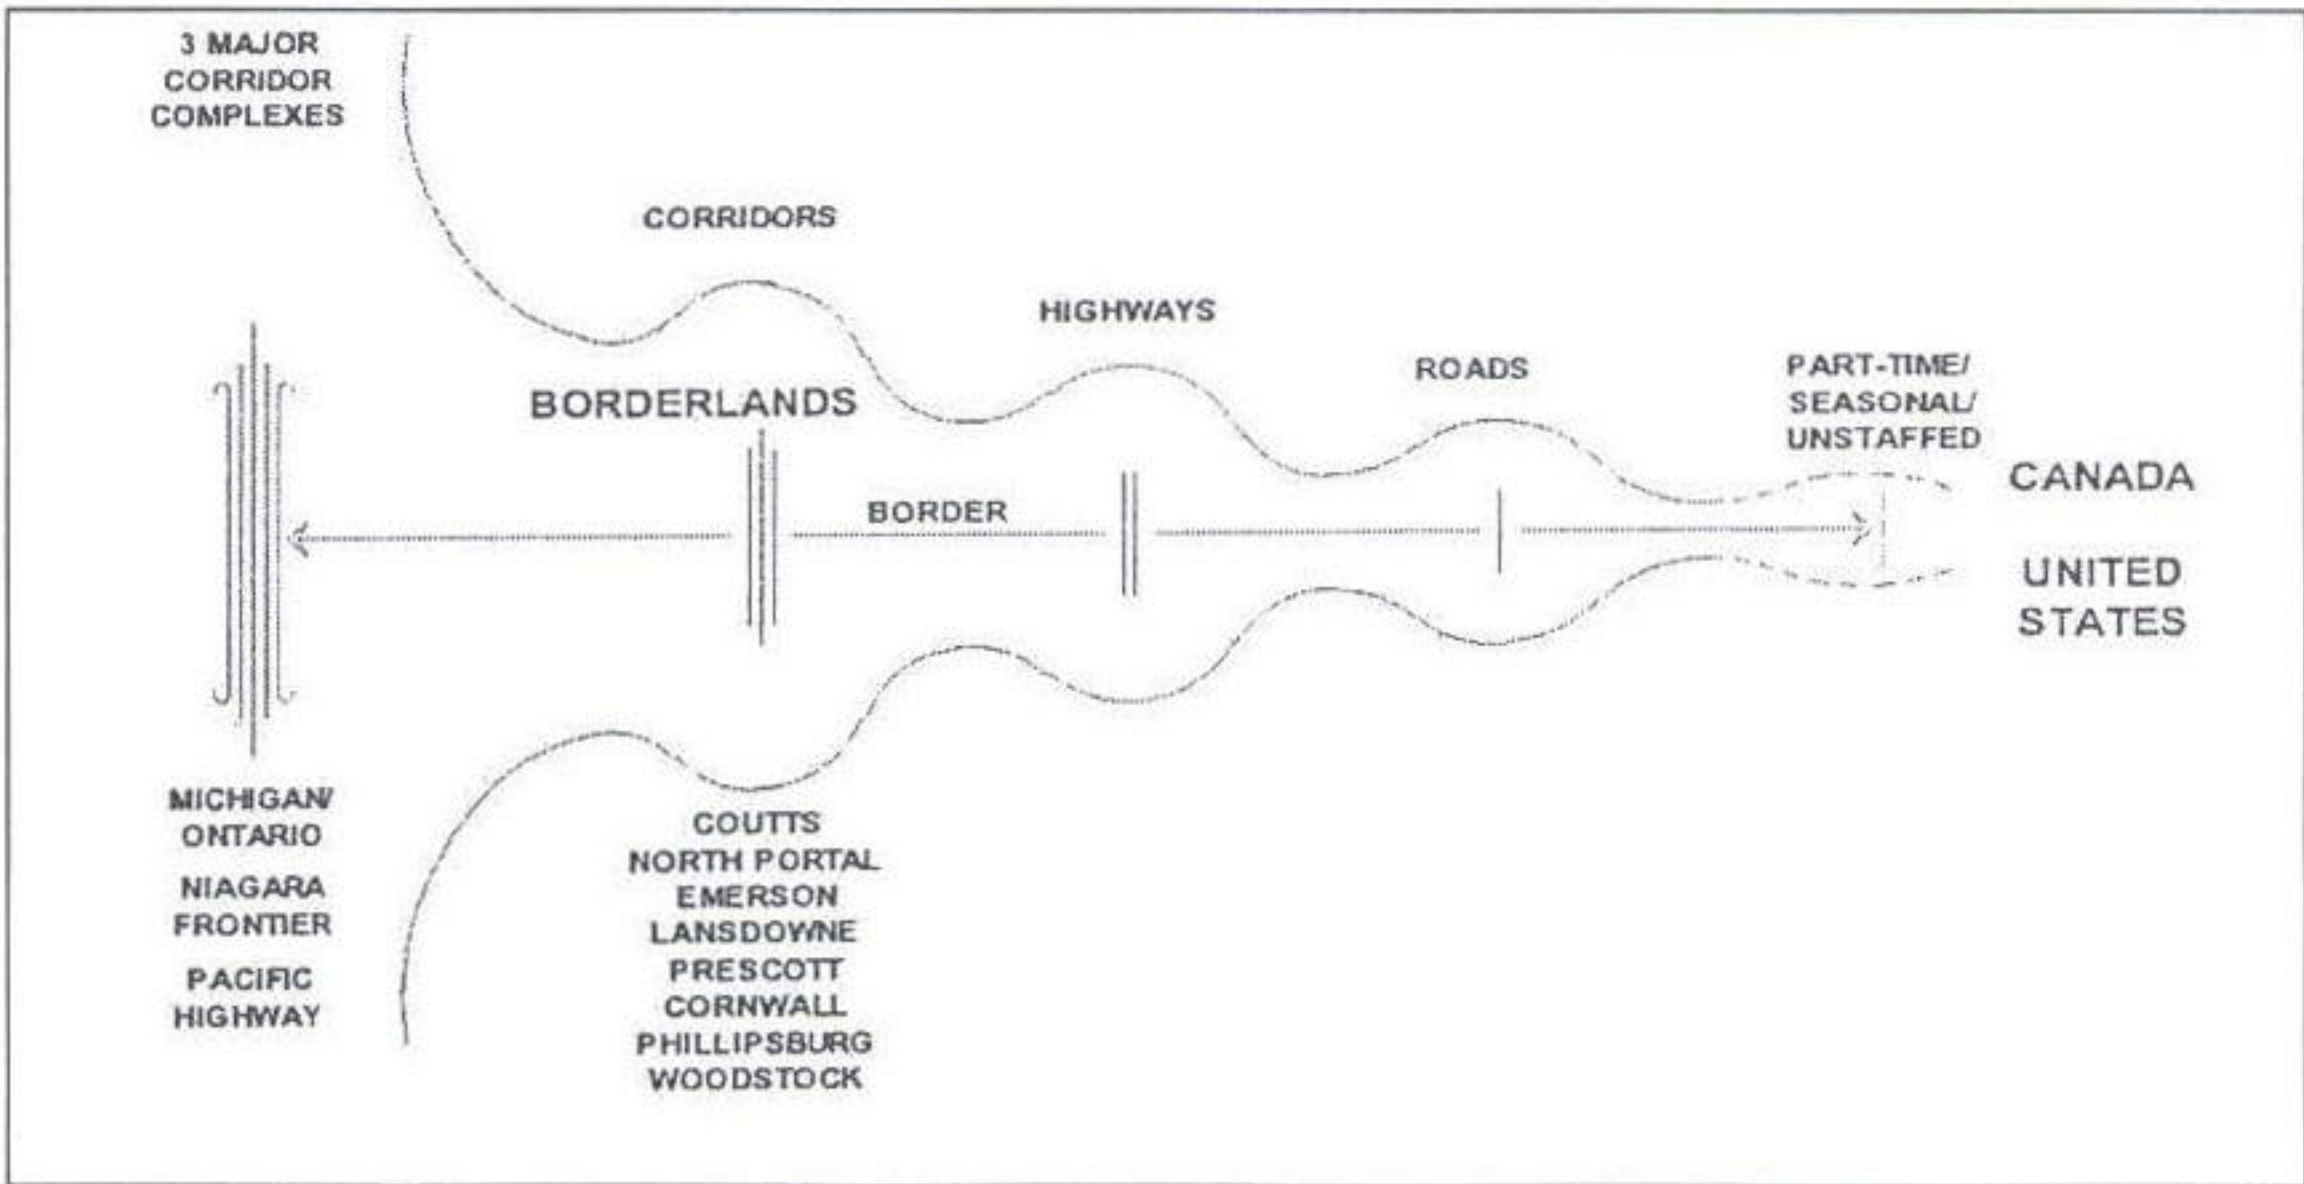 3 MAJOR
CORRIDOR
COMPLEXES
CORRIDORS
HIGHWAYS
ROADS
PART-TIME/
SEASONAL/
UNSTAFFED
BORDERLANDS
BORDER
CANADA
UNITED
STATES
MICHIGAN/
ONTARIO
NIAGARA
FRONTIER
PACIFIC
HIGHWAY
COUTTS
NORTH PORTAL
EMERSON
LANSDOWNE
PRESCOTT
CORNWALL
PHILLIPSBURG
WOODSTOCK